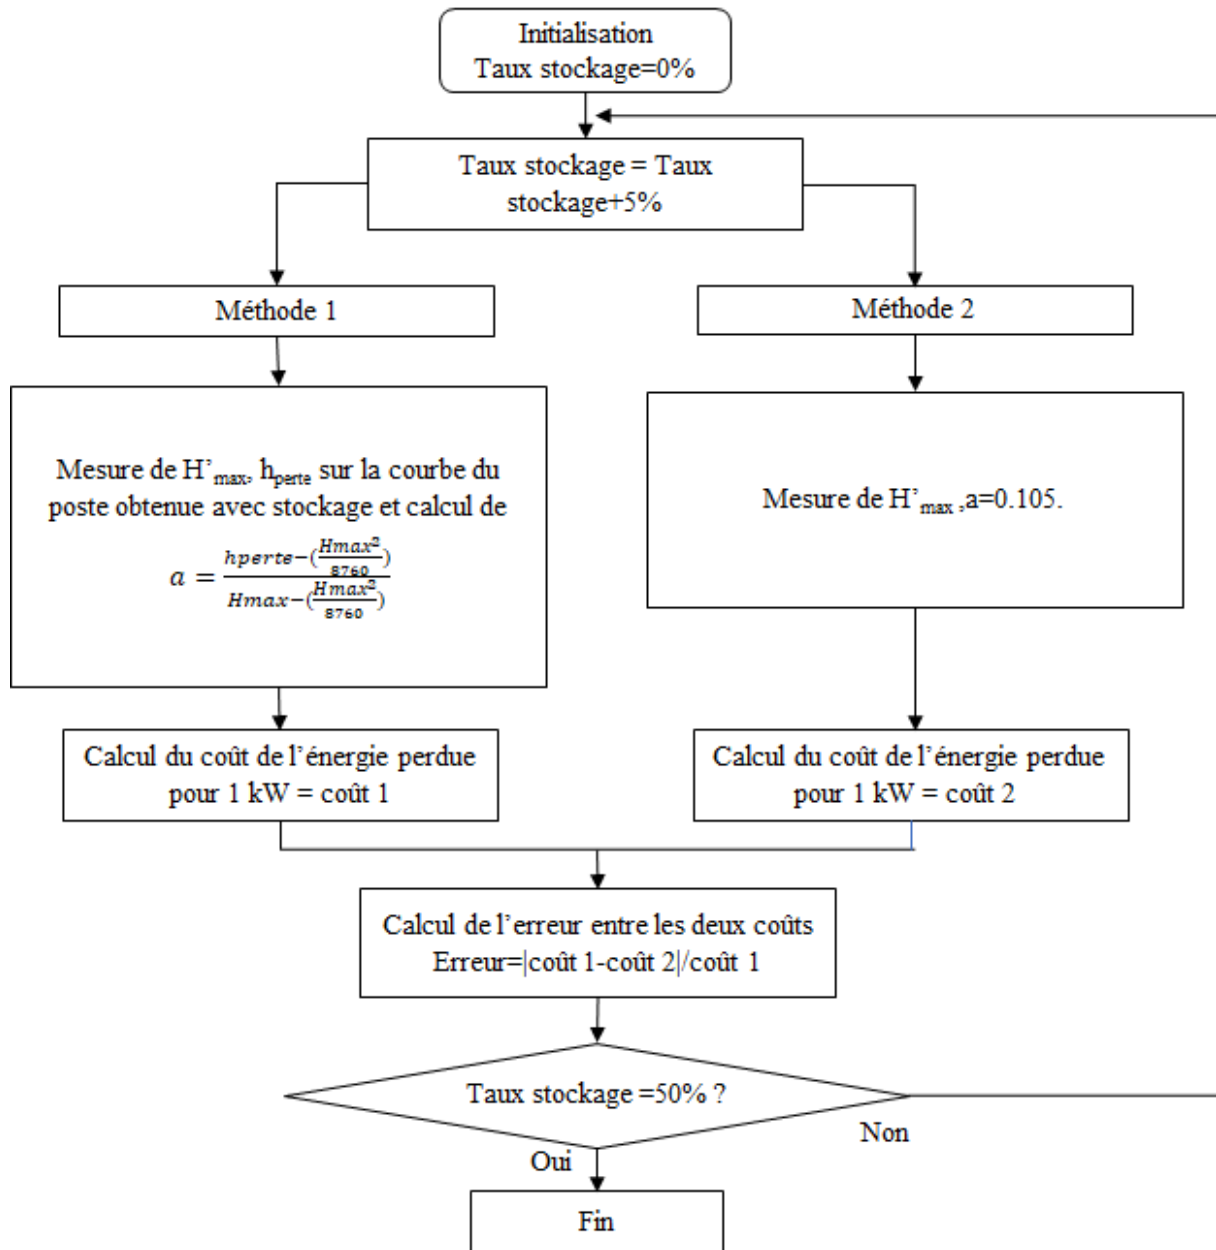 Initialisation
Taux stockage=0%
Taux stockage = Taux
stockage+5%
Méthode 1
Méthode 2
Mesure de H’max, hperte sur la courbe du
poste obtenue avec stockage et calcul de
a = (hperte−(Hmax²/8760))/(Hmax−(Hmax²/8760))
Mesure de H’max ,a=0.105.
Calcul du coût de l’énergie perdue
pour 1 kW = coût 1
Calcul du coût de l’énergie perdue
pour 1 kW = coût 2
Calcul de l’erreur entre les deux coûts
Erreur=|coût 1-coût 2|/coût 1
Taux stockage =50% ?
Non
Oui
Fin